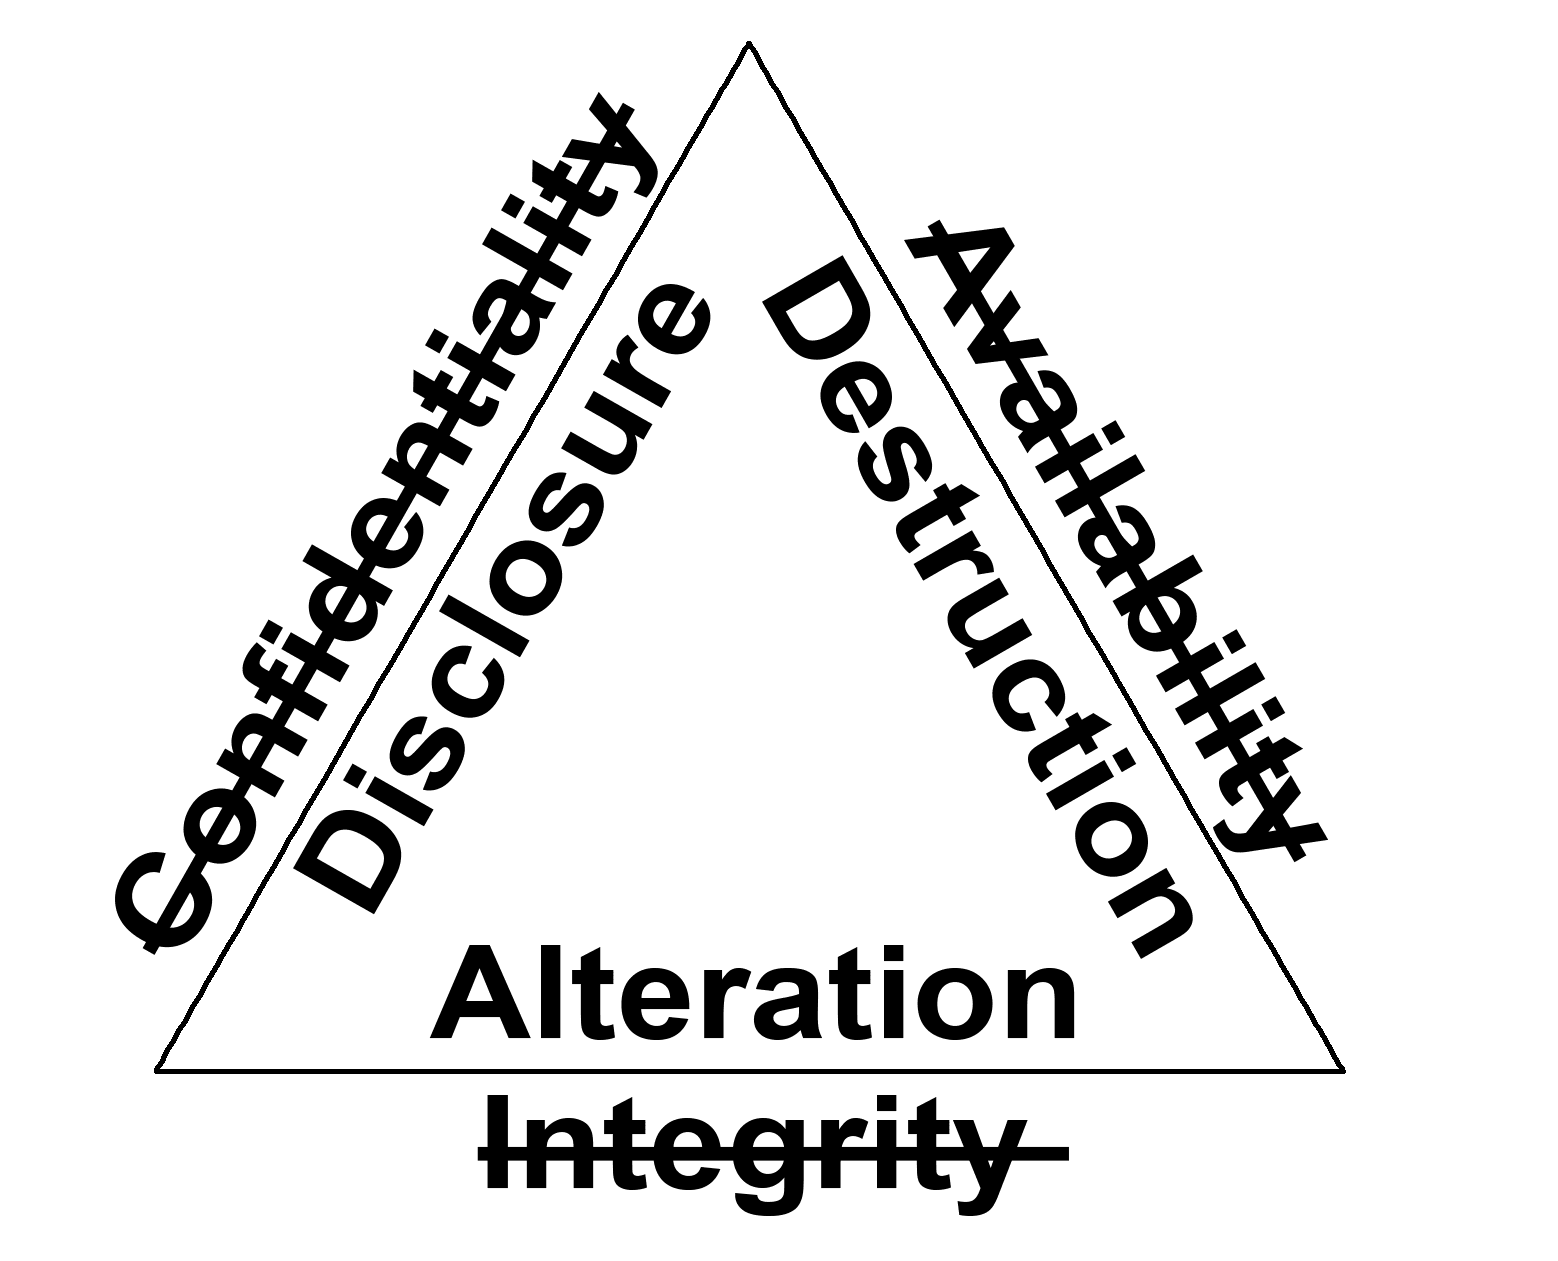 Confidentiality
Disclosure
Availability
Destruction
Alteration
Integrity